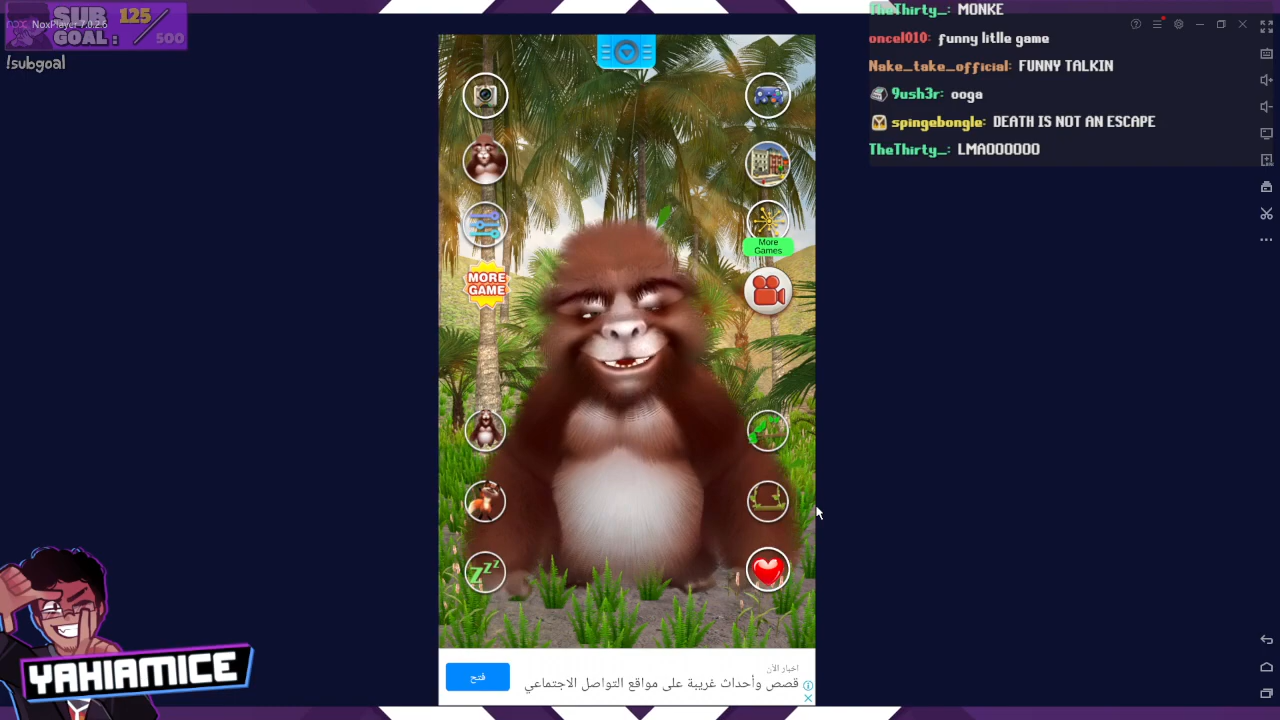 SUB 125
GOAL : 500
NoxPlayer 7.0.2.6
!subgoal
TheThirty_: MONKE
oncel010: funny litlle game
Nake_take_official: FUNNY TALKIN
9ush3r: ooga
spingebongle: DEATH IS NOT AN ESCAPE
TheThirty_: LMAOOOOOO
More
Games
MORE
GAME
zzz
اخبار الآن
قصص وأحداث غريبة على مواقع التواصل الاجتماعي
فتح
YAHIAMICE